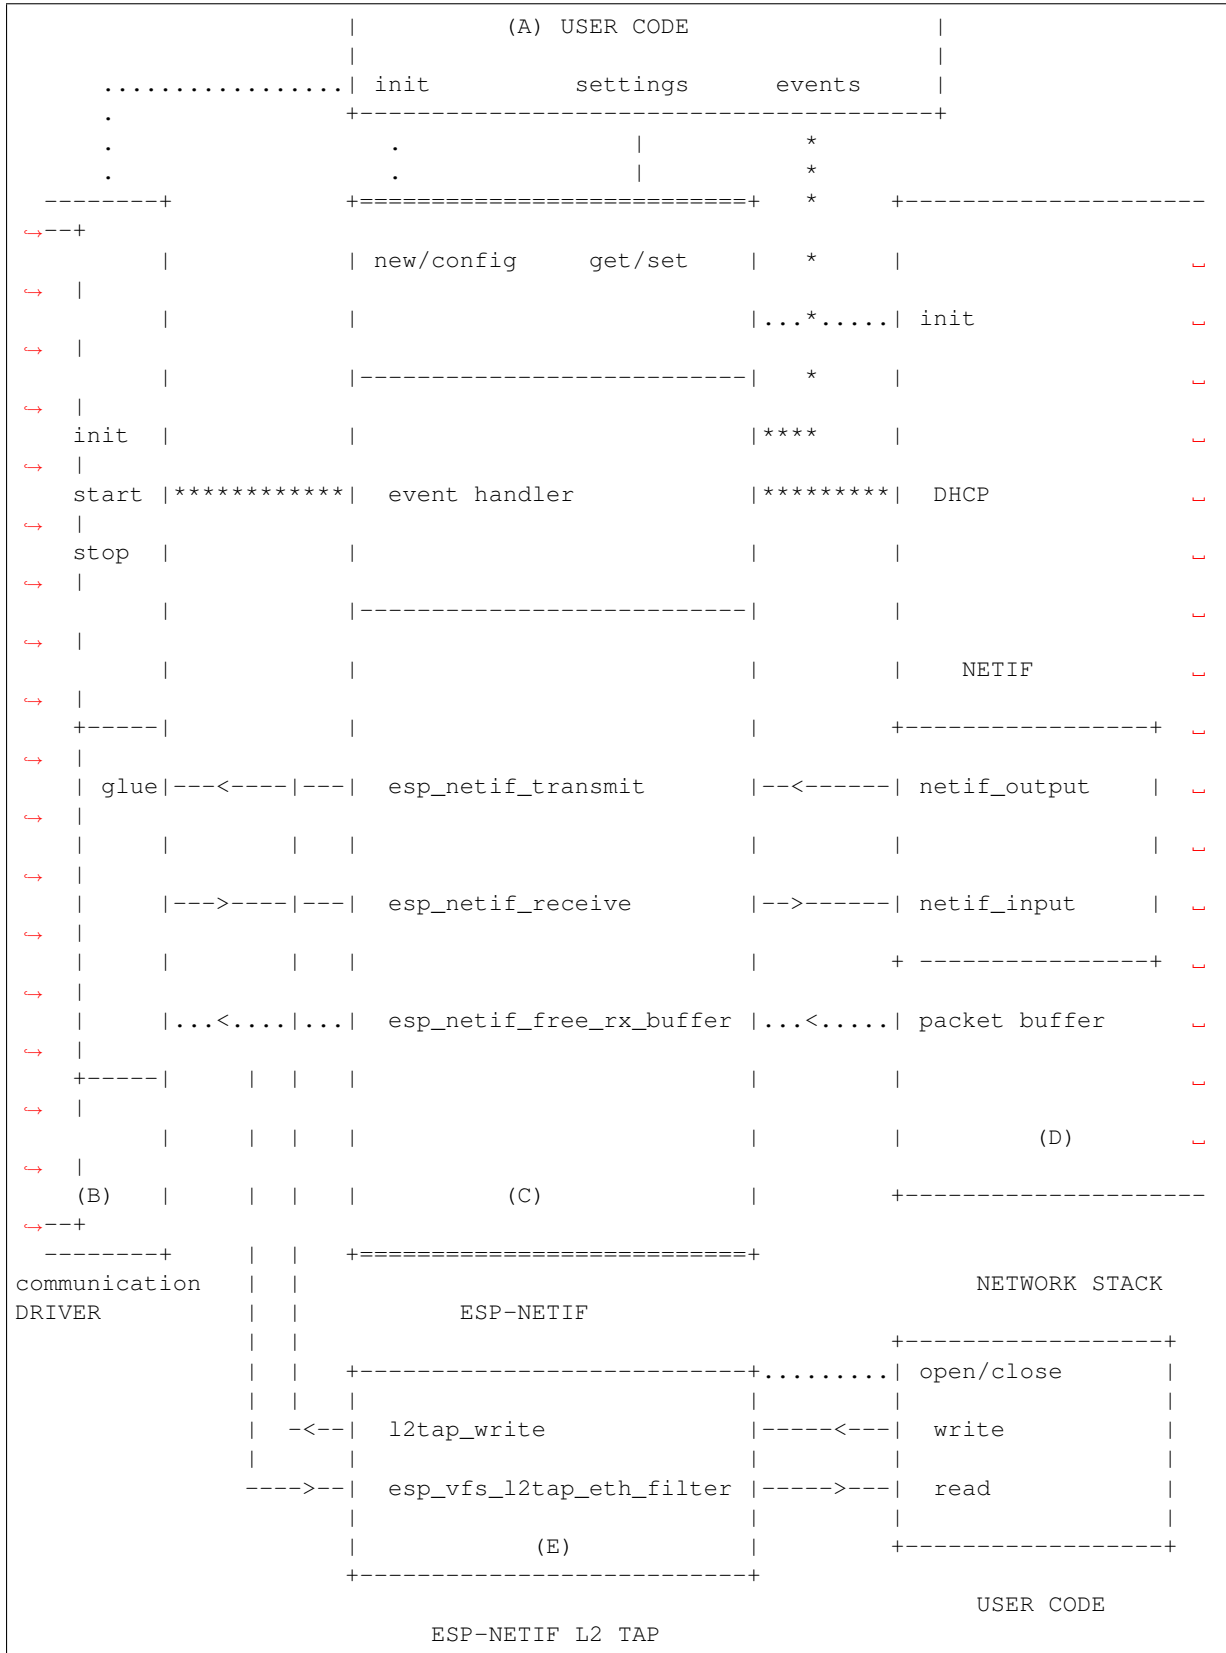 |          (A) USER CODE                 |
                        |                                        |
       .................| init          settings      events     |
       .                +----------------------------------------+
       .                   .                |           *
       .                   .                |           *
   --------+            +===========================+   *     +---------------------
↪--+
           |            | new/config     get/set    |   *     |                    ␣
↪   |
           |            |                           |...*.....| init               ␣
↪   |
           |            |---------------------------|   *     |                    ␣
↪   |
     init  |            |                           |****     |                    ␣
↪   |
     start |************|  event handler            |*********|  DHCP              ␣
↪   |
     stop  |            |                           |         |                    ␣
↪   |
           |            |---------------------------|         |                    ␣
↪   |
           |            |                           |         |    NETIF           ␣
↪   |
     +-----|            |                           |         +-----------------+  ␣
↪   |
     | glue|---<----|---|  esp_netif_transmit       |--<------| netif_output    |  ␣
↪   |
     |     |        |   |                           |         |                 |  ␣
↪   |
     |     |--->----|---|  esp_netif_receive        |-->------| netif_input     |  ␣
↪   |
     |     |        |   |                           |         + ----------------+  ␣
↪   |
     |     |...<....|...|  esp_netif_free_rx_buffer |...<.....| packet buffer      ␣
↪   |
     +-----|     |  |   |                           |         |                    ␣
↪   |
           |     |  |   |                           |         |         (D)        ␣
↪   |
     (B)   |     |  |   |          (C)              |         +---------------------
↪--+
   --------+     |  |   +===========================+
communication    |  |                                               NETWORK STACK
DRIVER           |  |           ESP-NETIF
                 |  |                                         +------------------+
                 |  |   +---------------------------+.........| open/close       |
                 |  |   |                           |         |                  |
                 |  -<--|  l2tap_write              |-----<---|  write           |
                 |      |                           |         |                  |
                 ---->--|  esp_vfs_l2tap_eth_filter |----->---|  read            |
                        |                           |         |                  |
                        |            (E)            |         +------------------+
                        +---------------------------+
                                                                    USER CODE
                              ESP-NETIF L2 TAP